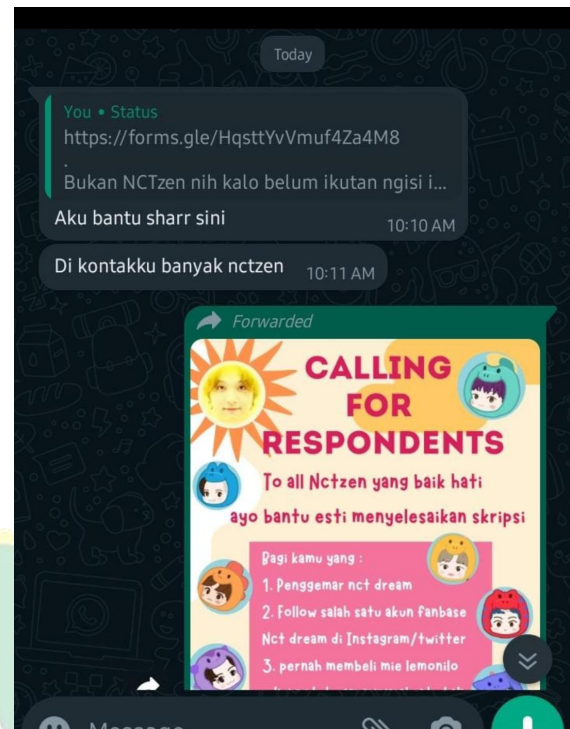 Today
You • Status
https://forms.gle/HqsttYvVmuf4Za4M8
.
Bukan NCTzen nih kalo belum ikutan ngisi i...
Aku bantu sharr sini
10:10 AM
Di kontakku banyak nctzen 10:11 AM
Forwarded
CALLING
FOR
RESPONDENTS
To all Nctzen yang baik hati
ayo bantu esti menyelesaikan skripsi
Bagi kamu yang :
1. Penggemar nct dream
2. Follow salah satu akun fanbase
Nct dream di Instagram/twitter
3. pernah membeli mie lemonilo
Message